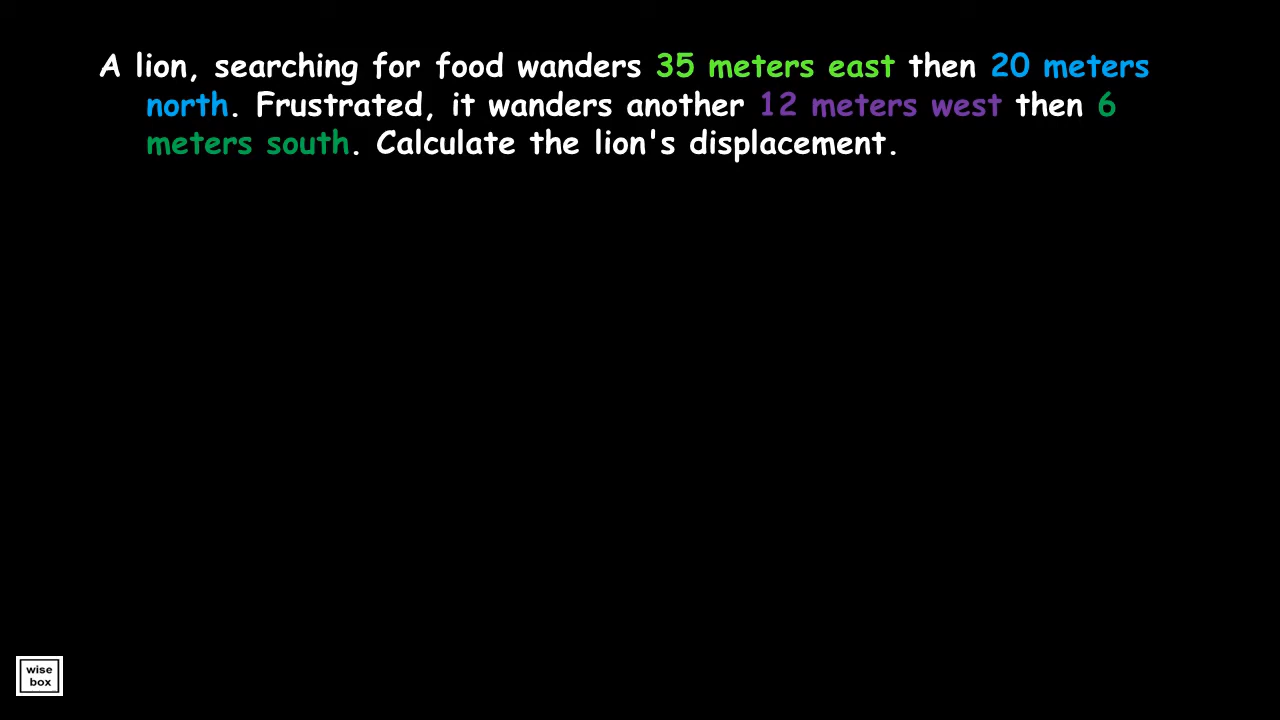 A lion, searching for food wanders 35 meters east then 20 meters
north. Frustrated, it wanders another 12 meters west then 6
meters south. Calculate the lion's displacement.
wise
box